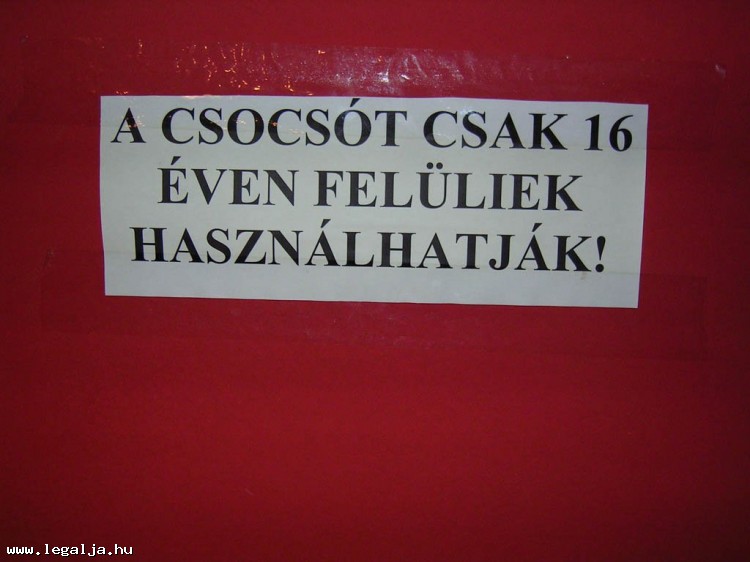 A CSOCSÓT CSAK 16
ÉVEN FELÜLIEK
HASZNÁLHATJÁK!
www.legalja.hu